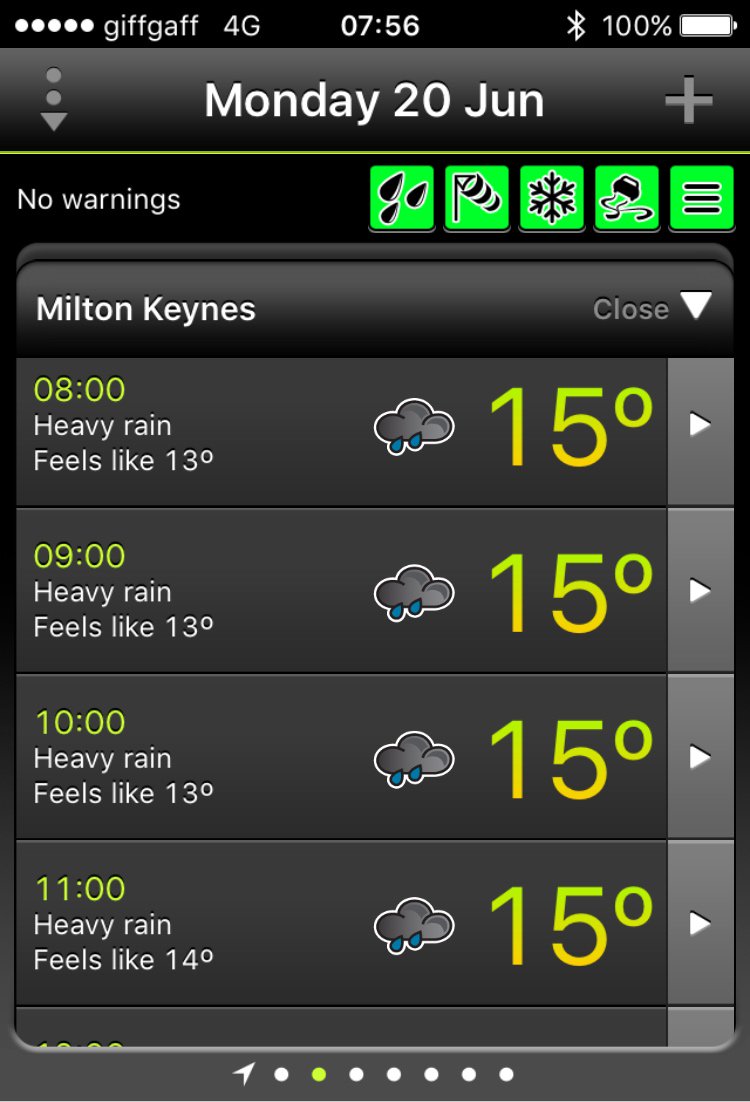 giffgaff 4G 07:56 100%
Monday 20 Jun
No warnings
Milton Keynes Close
08:00
Heavy rain
Feels like 13º
15º
09:00
Heavy rain
Feels like 13º
15º
10:00
Heavy rain
Feels like 13º
15º
11:00
Heavy rain
Feels like 14º
15º